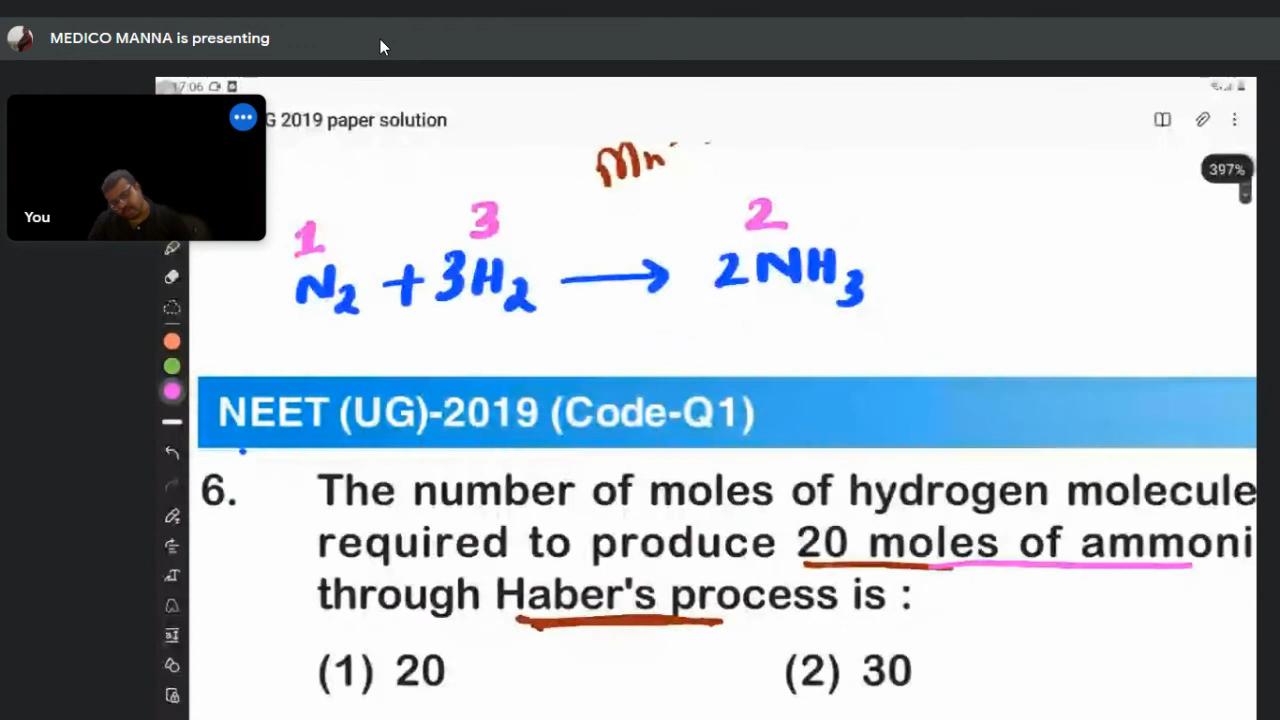 MEDICO MANNA is presenting
17:06
G 2019 paper solution
397%
You
1 3 2
N2 + 3H2 → 2NH3
NEET (UG)-2019 (Code-Q1)
6. The number of moles of hydrogen molecule
required to produce 20 moles of ammoni
through Haber's process is :
(1) 20 (2) 30